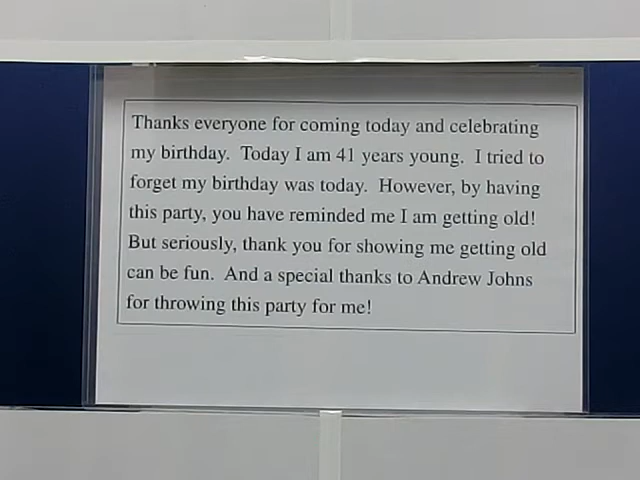 Thanks everyone for coming today and celebrating
my birthday. Today I am 41 years young. I tried to
forget my birthday was today. However, by having
this party, you have reminded me I am getting old!
But seriously, thank you for showing me getting old
can be fun. And a special thanks to Andrew Johns
for throwing this party for me!